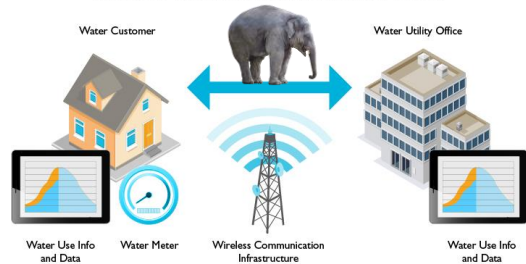 Water Customer
Water Utility Office
Water Use Info
and Data
Water Meter
Wireless Communication
Infrastructure
Water Use Info
and Data